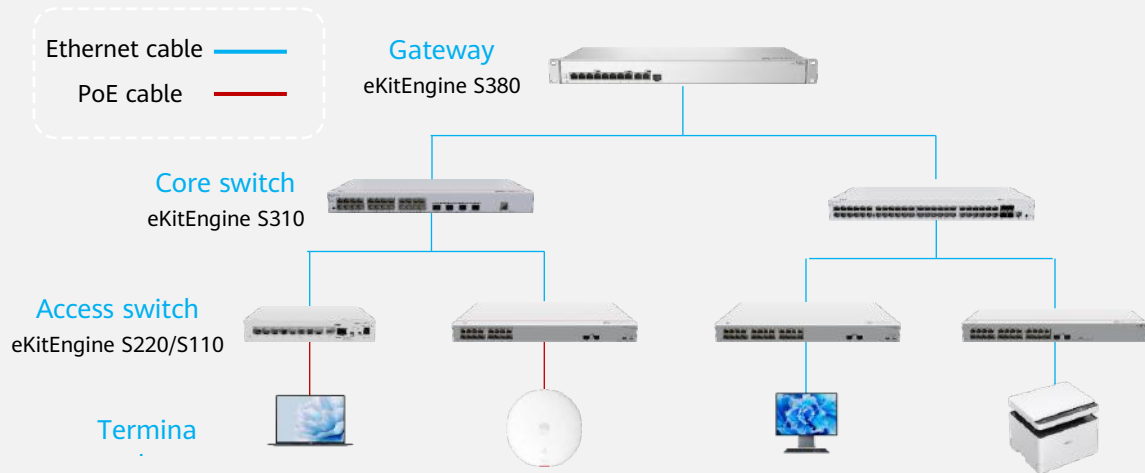 Ethernet cable
PoE cable
Gateway
eKitEngine S380
Core switch
eKitEngine S310
Access switch
eKitEngine S220/S110
Termina